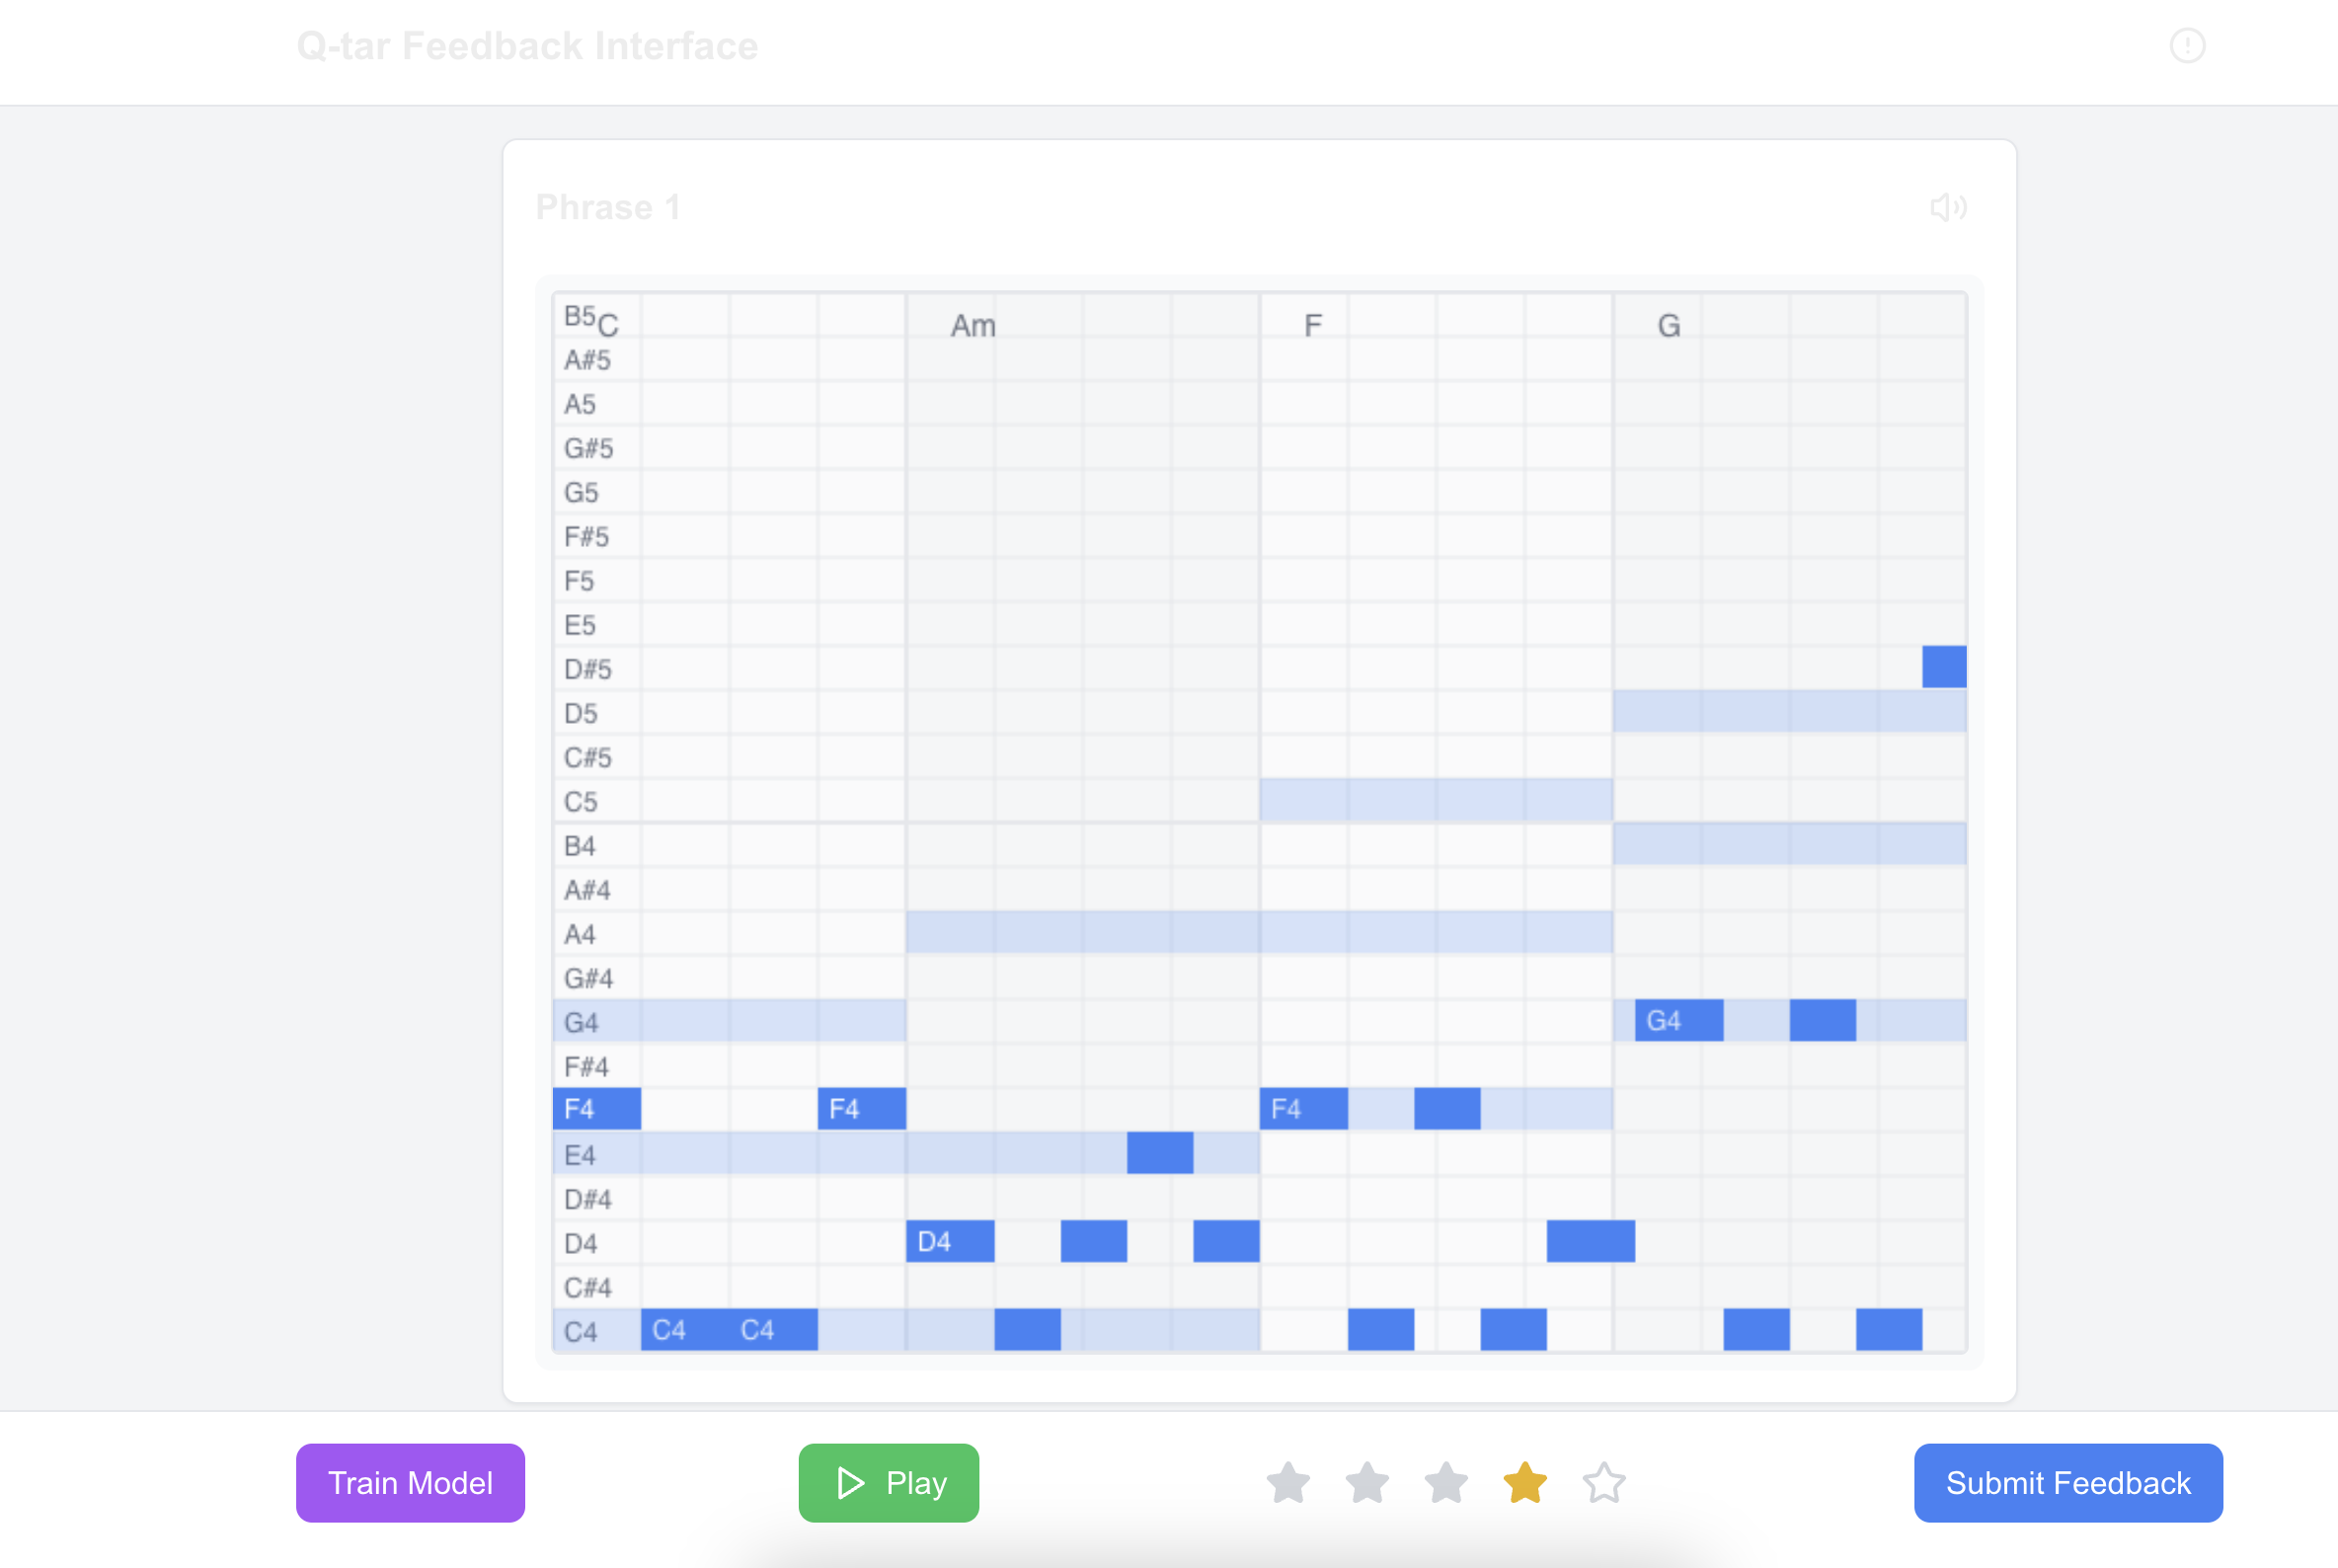 Q-tar Feedback Interface
Phrase 1
B5 C Am F G
A#5
A5
G#5
G5
F#5
F5
E5
D#5
D5
C#5
C5
B4
A#4
A4
G#4
G4 G4
F#4
F4 F4 F4
E4
D#4
D4 D4
C#4
C4 C4 C4
Train Model Play Submit Feedback